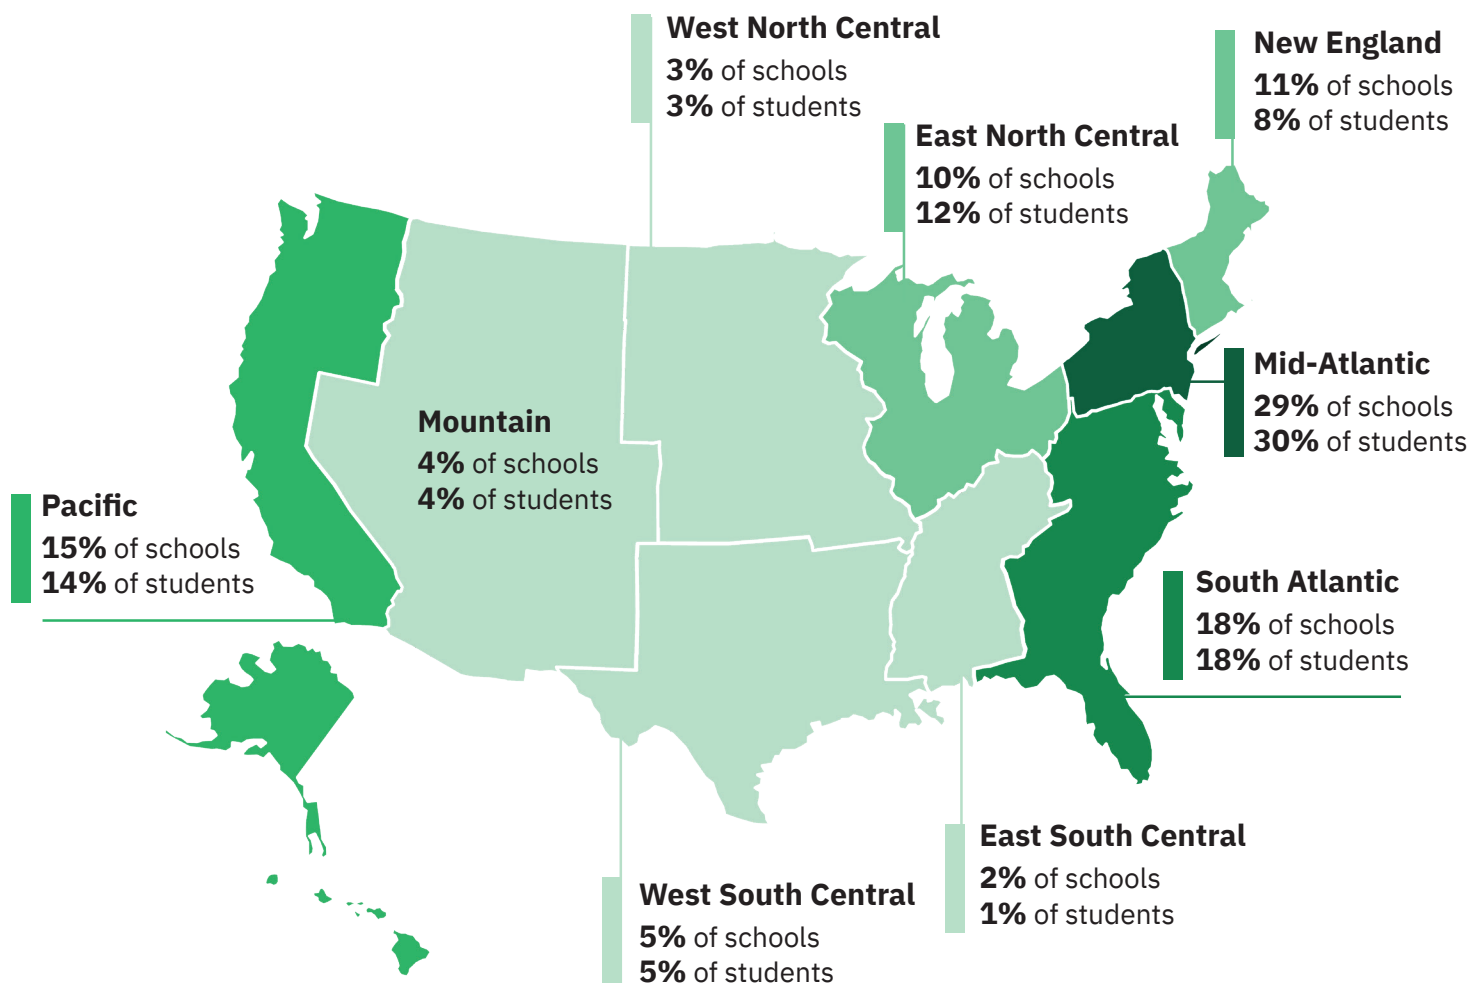 West North Central
3% of schools
3% of students
New England
11% of schools
8% of students
East North Central
10% of schools
12% of students
Mid-Atlantic
29% of schools
30% of students
Mountain
4% of schools
4% of students
Pacific
15% of schools
14% of students
South Atlantic
18% of schools
18% of students
East South Central
2% of schools
1% of students
West South Central
5% of schools
5% of students